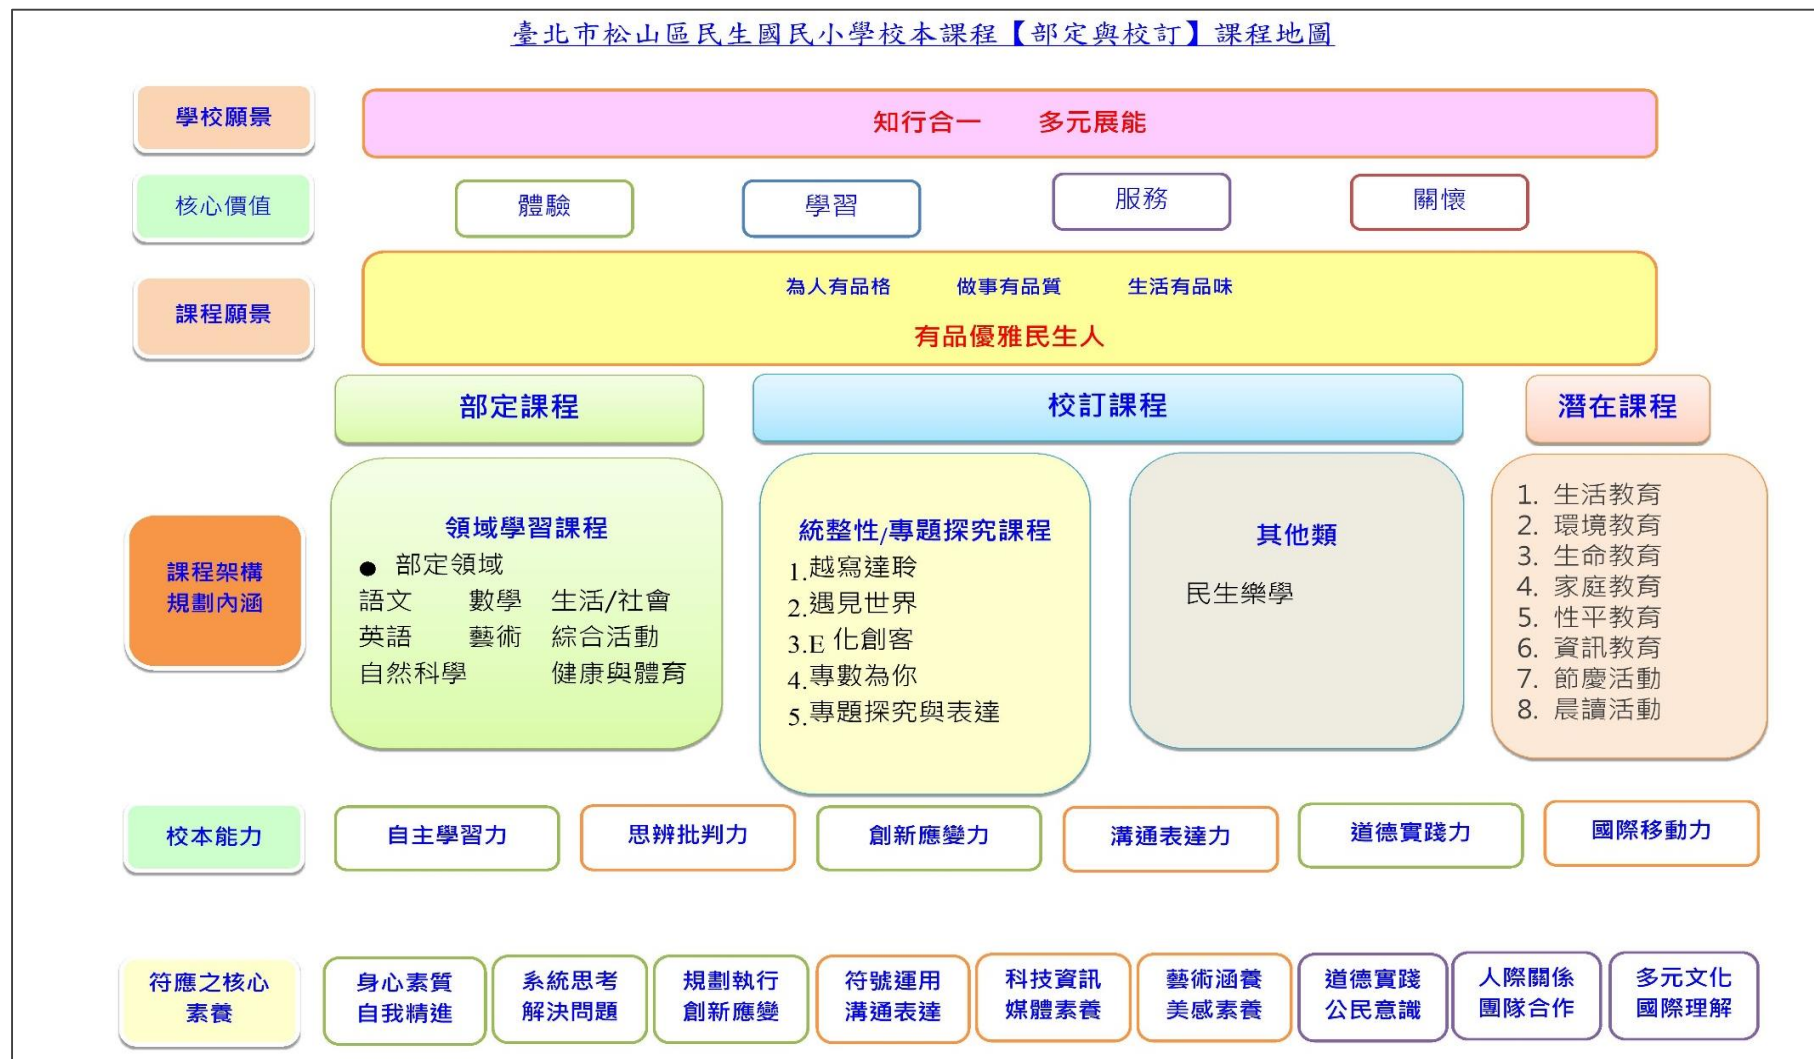 臺北市松山區民生國民小學校本課程【部定與校訂】課程地圖
學校願景
知行合一 多元展能
核心價值
體驗 學習 服務 關懷
課程願景
為人有品格 做事有品質 生活有品味
有品優雅民生人
部定課程 校訂課程 潛在課程
課程架構
規劃內涵
領域學習課程
● 部定領域
語文 數學 生活/社會
英語 藝術 綜合活動
自然科學 健康與體育
統整性/專題探究課程
1.越寫達聆
2.遇見世界
3.E 化創客
4.專數為你
5.專題探究與表達
其他類
民生樂學
1. 生活教育
2. 環境教育
3. 生命教育
4. 家庭教育
5. 性平教育
6. 資訊教育
7. 節慶活動
8. 晨讀活動
校本能力
自主學習力 思辨批判力 創新應變力 溝通表達力 道德實踐力 國際移動力
符應之核心
素養
身心素質
自我精進
系統思考
解決問題
規劃執行
創新應變
符號運用
溝通表達
科技資訊
媒體素養
藝術涵養
美感素養
道德實踐
公民意識
人際關係
團隊合作
多元文化
國際理解